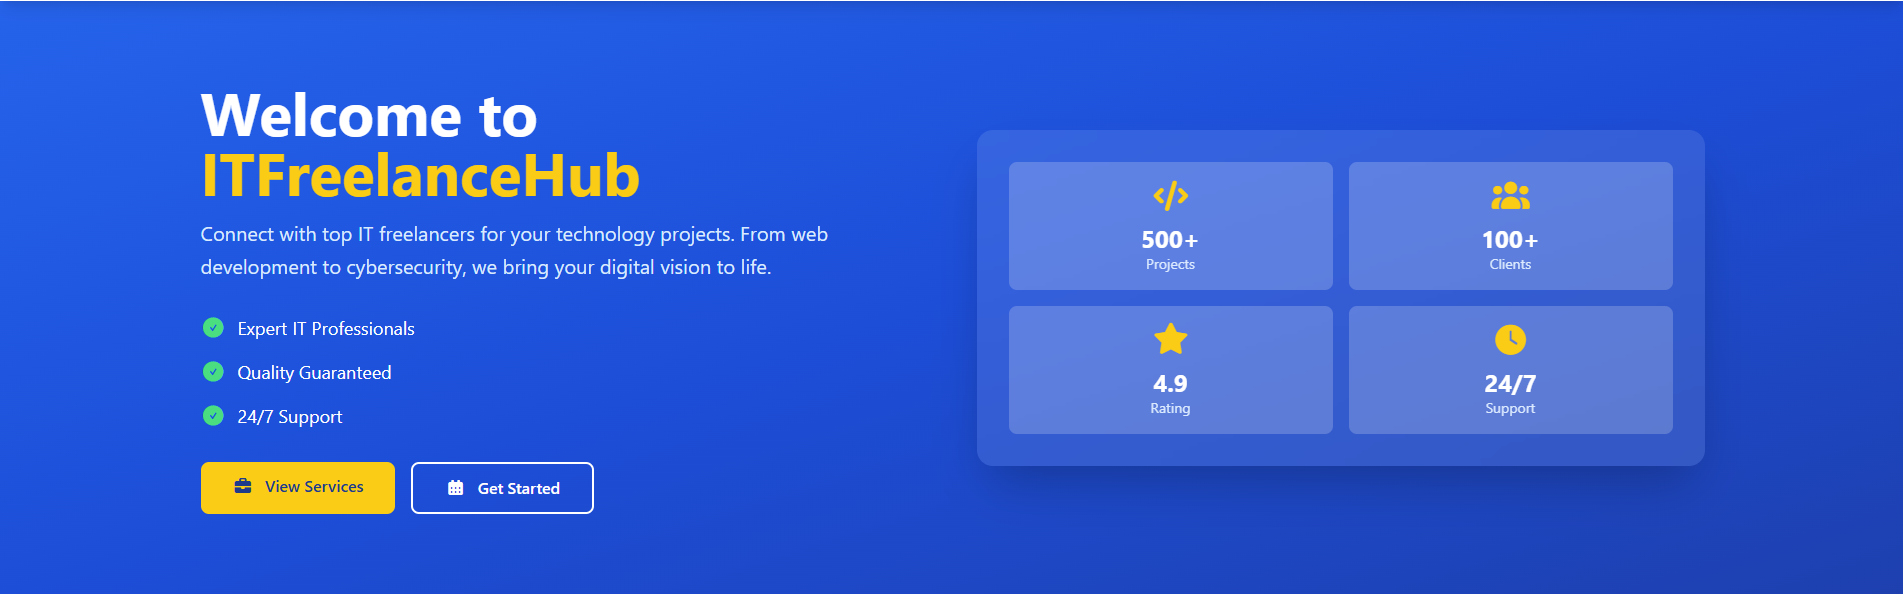 Welcome to
ITFreelanceHub
Connect with top IT freelancers for your technology projects. From web
development to cybersecurity, we bring your digital vision to life.
Expert IT Professionals
Quality Guaranteed
24/7 Support
View Services
Get Started
500+
Projects
100+
Clients
4.9
Rating
24/7
Support